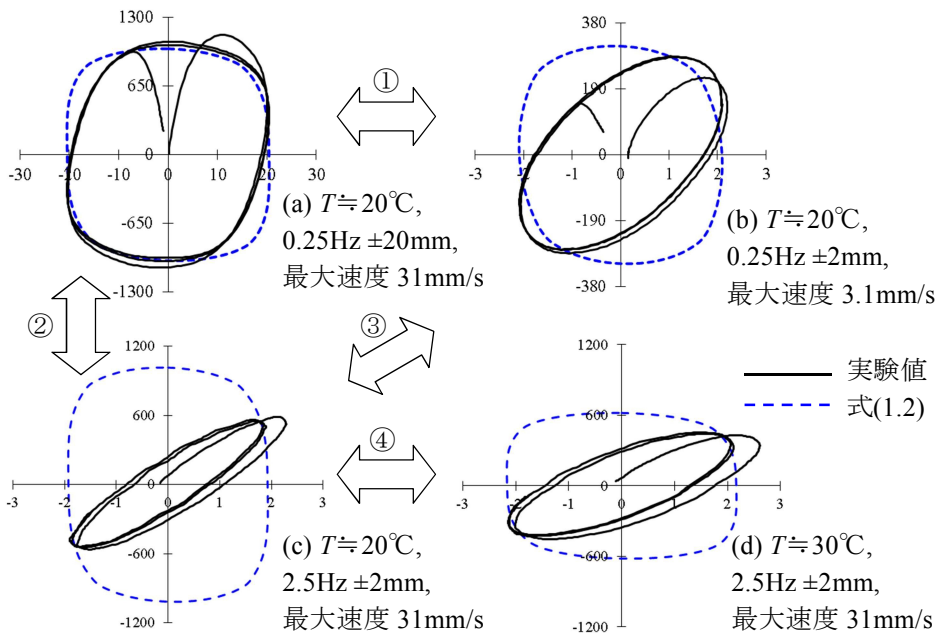 1300
650
0
-650
-1300
-30 -20 -10 0 10 20 30
(a) T≒20℃,
0.25Hz ±20mm,
最大速度 31mm/s
①
380
190
0
-190
-380
-3 -2 -1 0 1 2 3
(b) T≒20℃,
0.25Hz ±2mm,
最大速度 3.1mm/s
②
③
1200
600
0
-600
-1200
-3 -2 -1 0 1 2 3
(c) T≒20℃,
2.5Hz ±2mm,
最大速度 31mm/s
④
実験値
式(1.2)
1200
600
0
-600
-1200
-3 -2 -1 0 1 2 3
(d) T≒30℃,
2.5Hz ±2mm,
最大速度 31mm/s